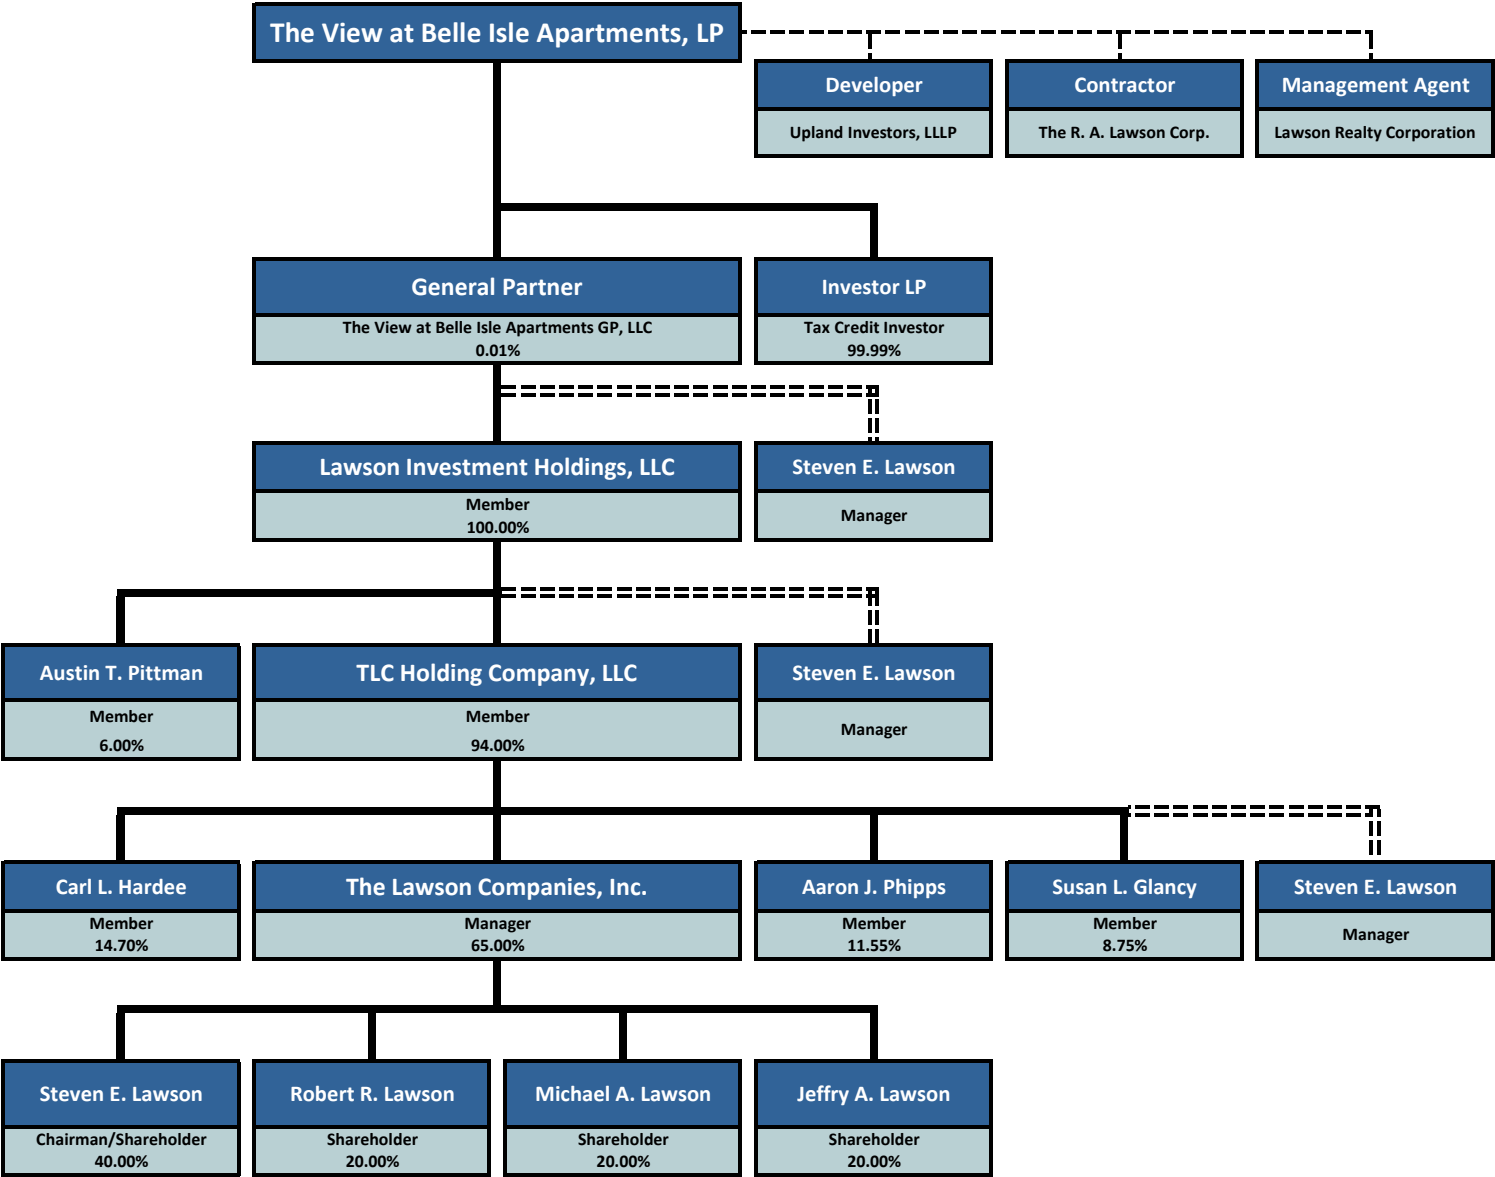 The View at Belle Isle Apartments, LP
Developer
Upland Investors, LLLP
Contractor
The R. A. Lawson Corp.
Management Agent
Lawson Realty Corporation
General Partner
The View at Belle Isle Apartments GP, LLC
0.01%
Investor LP
Tax Credit Investor
99.99%
Lawson Investment Holdings, LLC
Member
100.00%
Steven E. Lawson
Manager
Austin T. Pittman
Member
6.00%
TLC Holding Company, LLC
Member
94.00%
Steven E. Lawson
Manager
Carl L. Hardee
Member
14.70%
The Lawson Companies, Inc.
Manager
65.00%
Aaron J. Phipps
Member
11.55%
Susan L. Glancy
Member
8.75%
Steven E. Lawson
Manager
Steven E. Lawson
Chairman/Shareholder
40.00%
Robert R. Lawson
Shareholder
20.00%
Michael A. Lawson
Shareholder
20.00%
Jeffry A. Lawson
Shareholder
20.00%